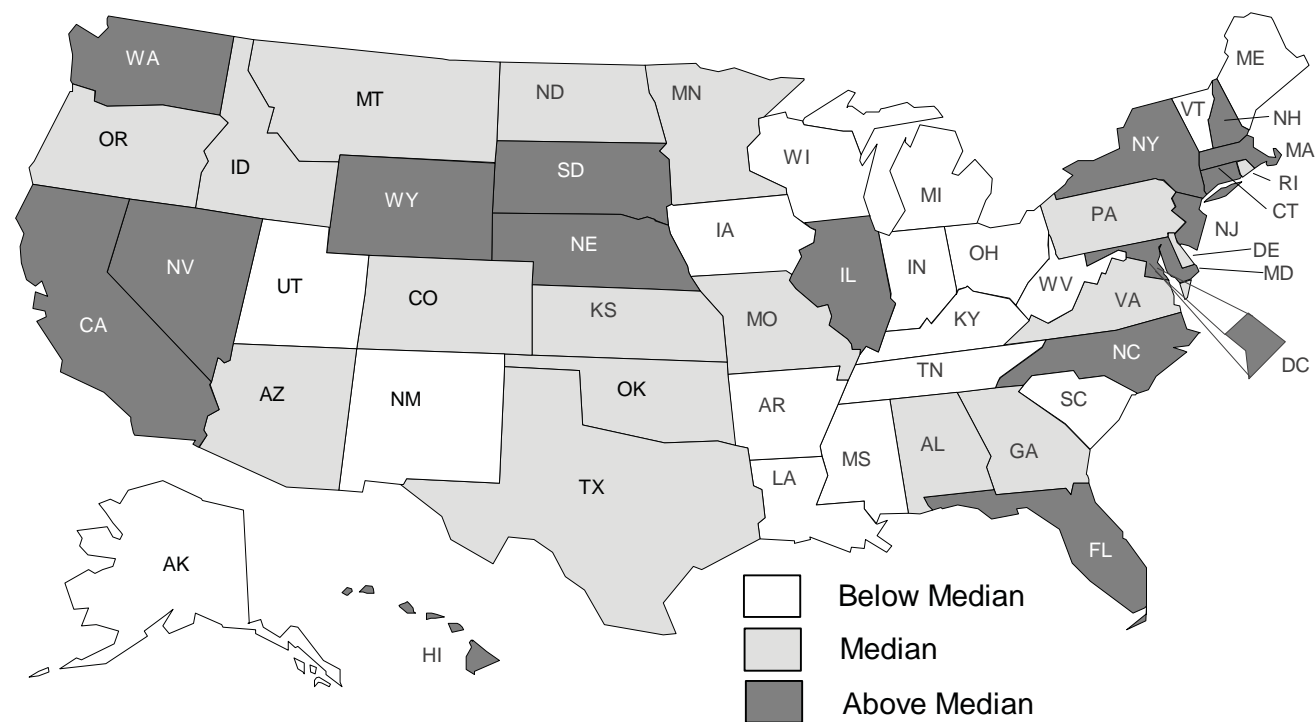 WA
MT
ND
MN
ME
VT
NH
OR
ID
WI
NY
MA
SD
MI
RI
WY
CT
PA
IA
NJ
NE
DE
OH
NV
IL
IN
MD
UT
WV
CO
VA
KS
CA
MO
KY
NC
DC
TN
AZ
NM
OK
AR
SC
AL
GA
MS
LA
TX
FL
AK
HI
Below Median
Median
Above Median